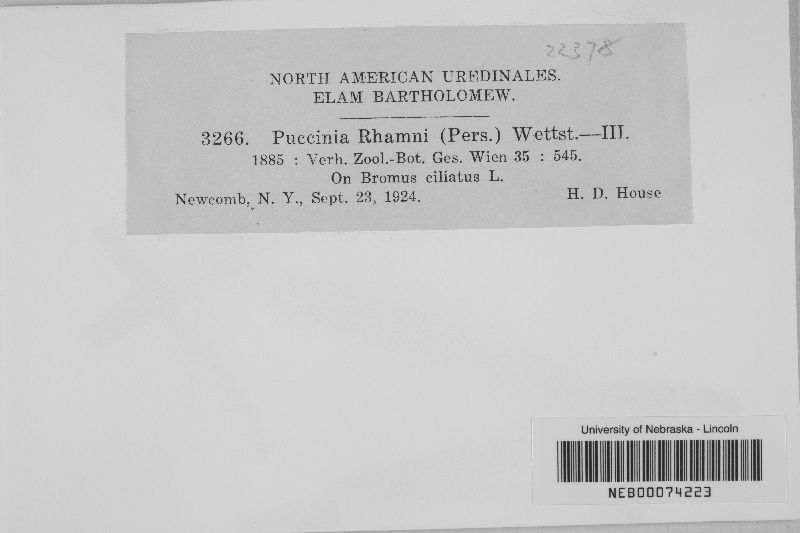 22378
NORTH AMERICAN UREDINALES.
ELAM BARTHOLOMEW.
3266. Puccinia Rhamni (Pers.) Wettst.—III.
1885 : Verh. Zool.-Bot. Ges. Wien 35 : 545.
On Bromus ciliatus L.
Newcomb, N. Y., Sept. 23, 1924. H. D. House
University of Nebraska - Lincoln
NEB00074223